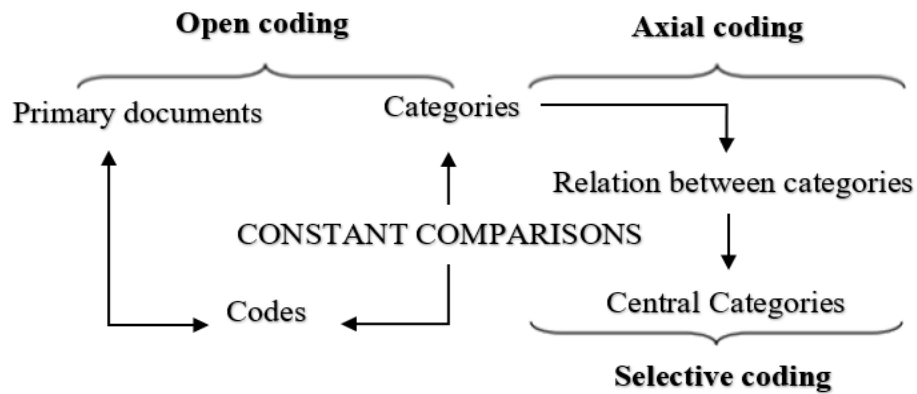 Open coding
Axial coding
Primary documents
Categories
Relation between categories
CONSTANT COMPARISONS
Codes
Central Categories
Selective coding